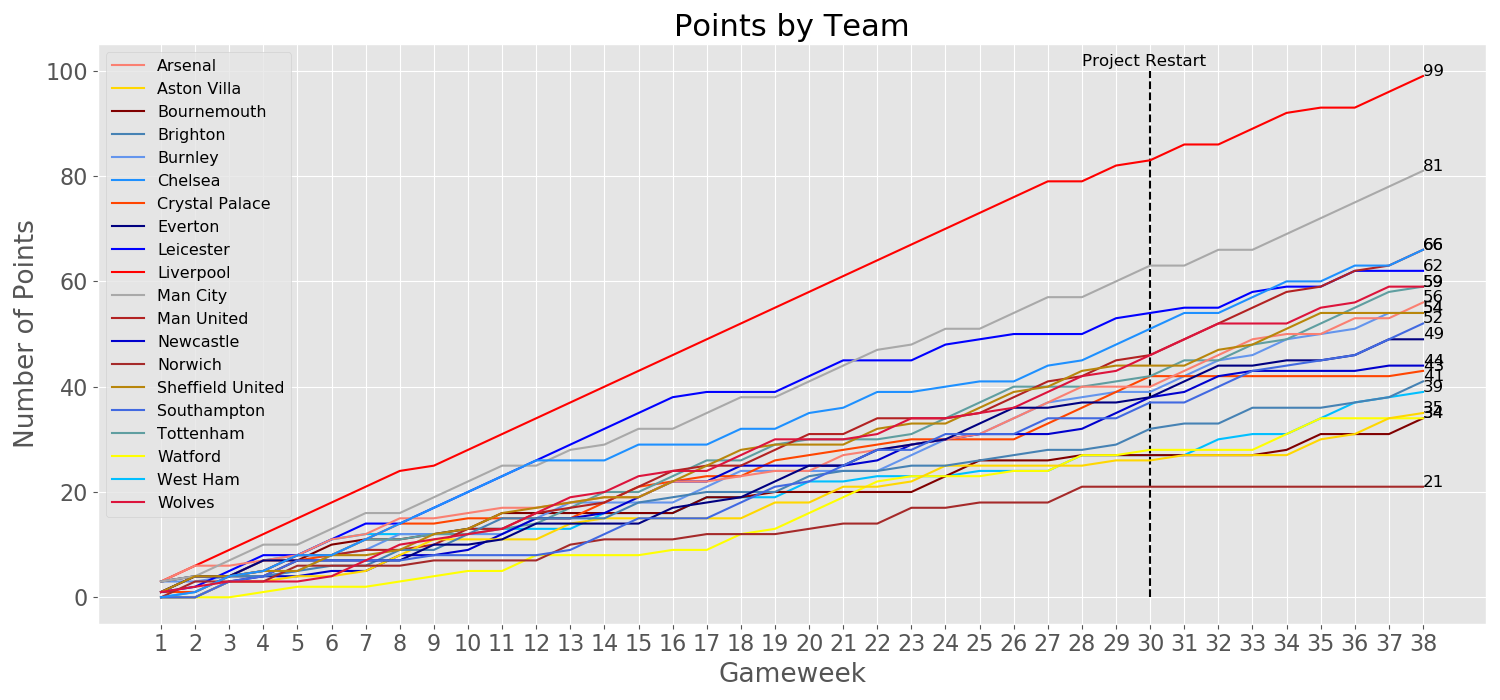 Points by Team
Project Restart
Number of Points
100
80
60
40
20
0
Arsenal
Aston Villa
Bournemouth
Brighton
Burnley
Chelsea
Crystal Palace
Everton
Leicester
Liverpool
Man City
Man United
Newcastle
Norwich
Sheffield United
Southampton
Tottenham
Watford
West Ham
Wolves
99
81
66
62
59
56
54
52
49
44
43
41
39
35
34
21
1 2 3 4 5 6 7 8 9 10 11 12 13 14 15 16 17 18 19 20 21 22 23 24 25 26 27 28 29 30 31 32 33 34 35 36 37 38
Gameweek